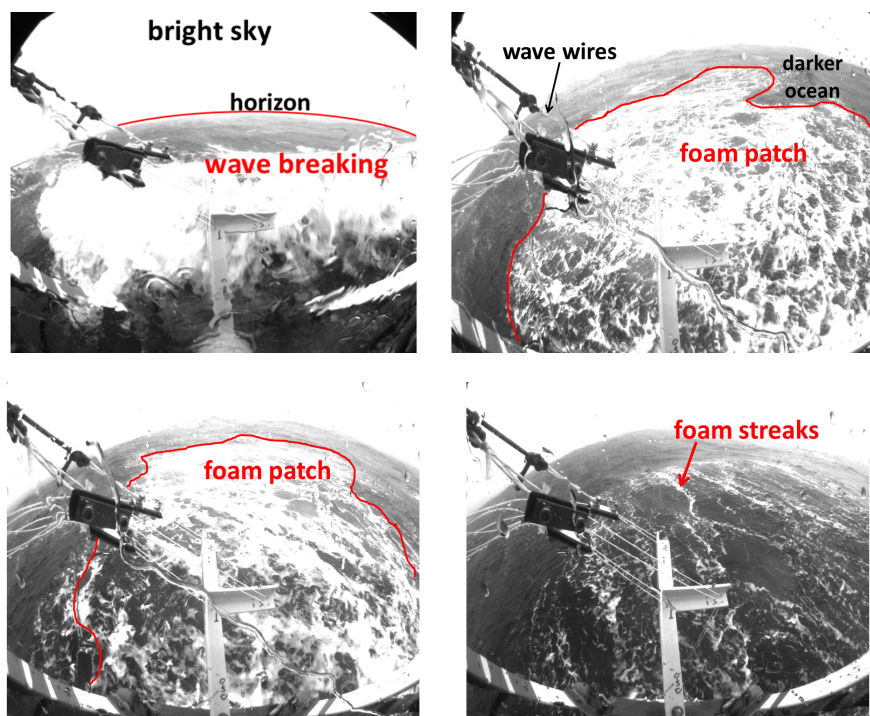 bright sky
horizon
wave breaking
wave wires
darker
ocean
foam patch
foam patch
foam streaks